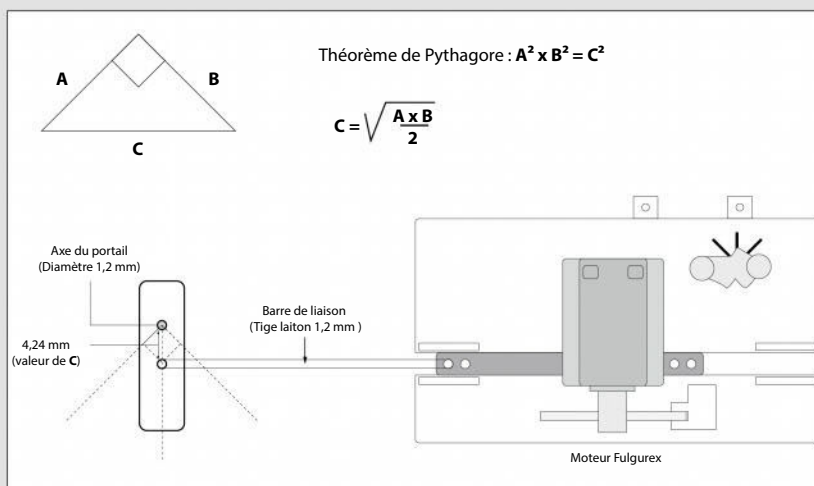 Théorème de Pythagore : A² x B² = C²
A
B
C
C = √ A x B / 2
Axe du portail
(Diamètre 1,2 mm)
4,24 mm
(valeur de C)
Barre de liaison
(Tige laiton 1,2 mm )
Moteur Fulgurex